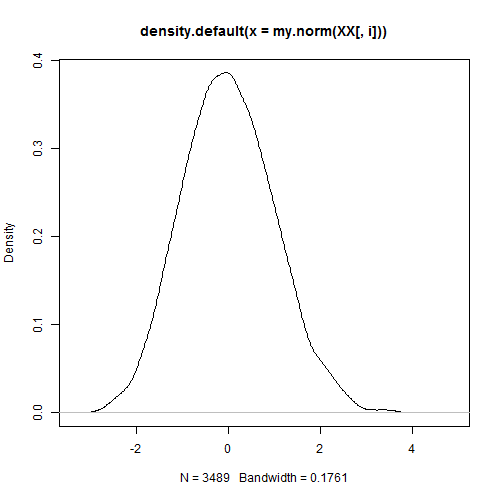 density.default(x = my.norm(XX[, i]))
Density
0.4
0.3
0.2
0.1
0.0
-2 0 2 4
N = 3489 Bandwidth = 0.1761